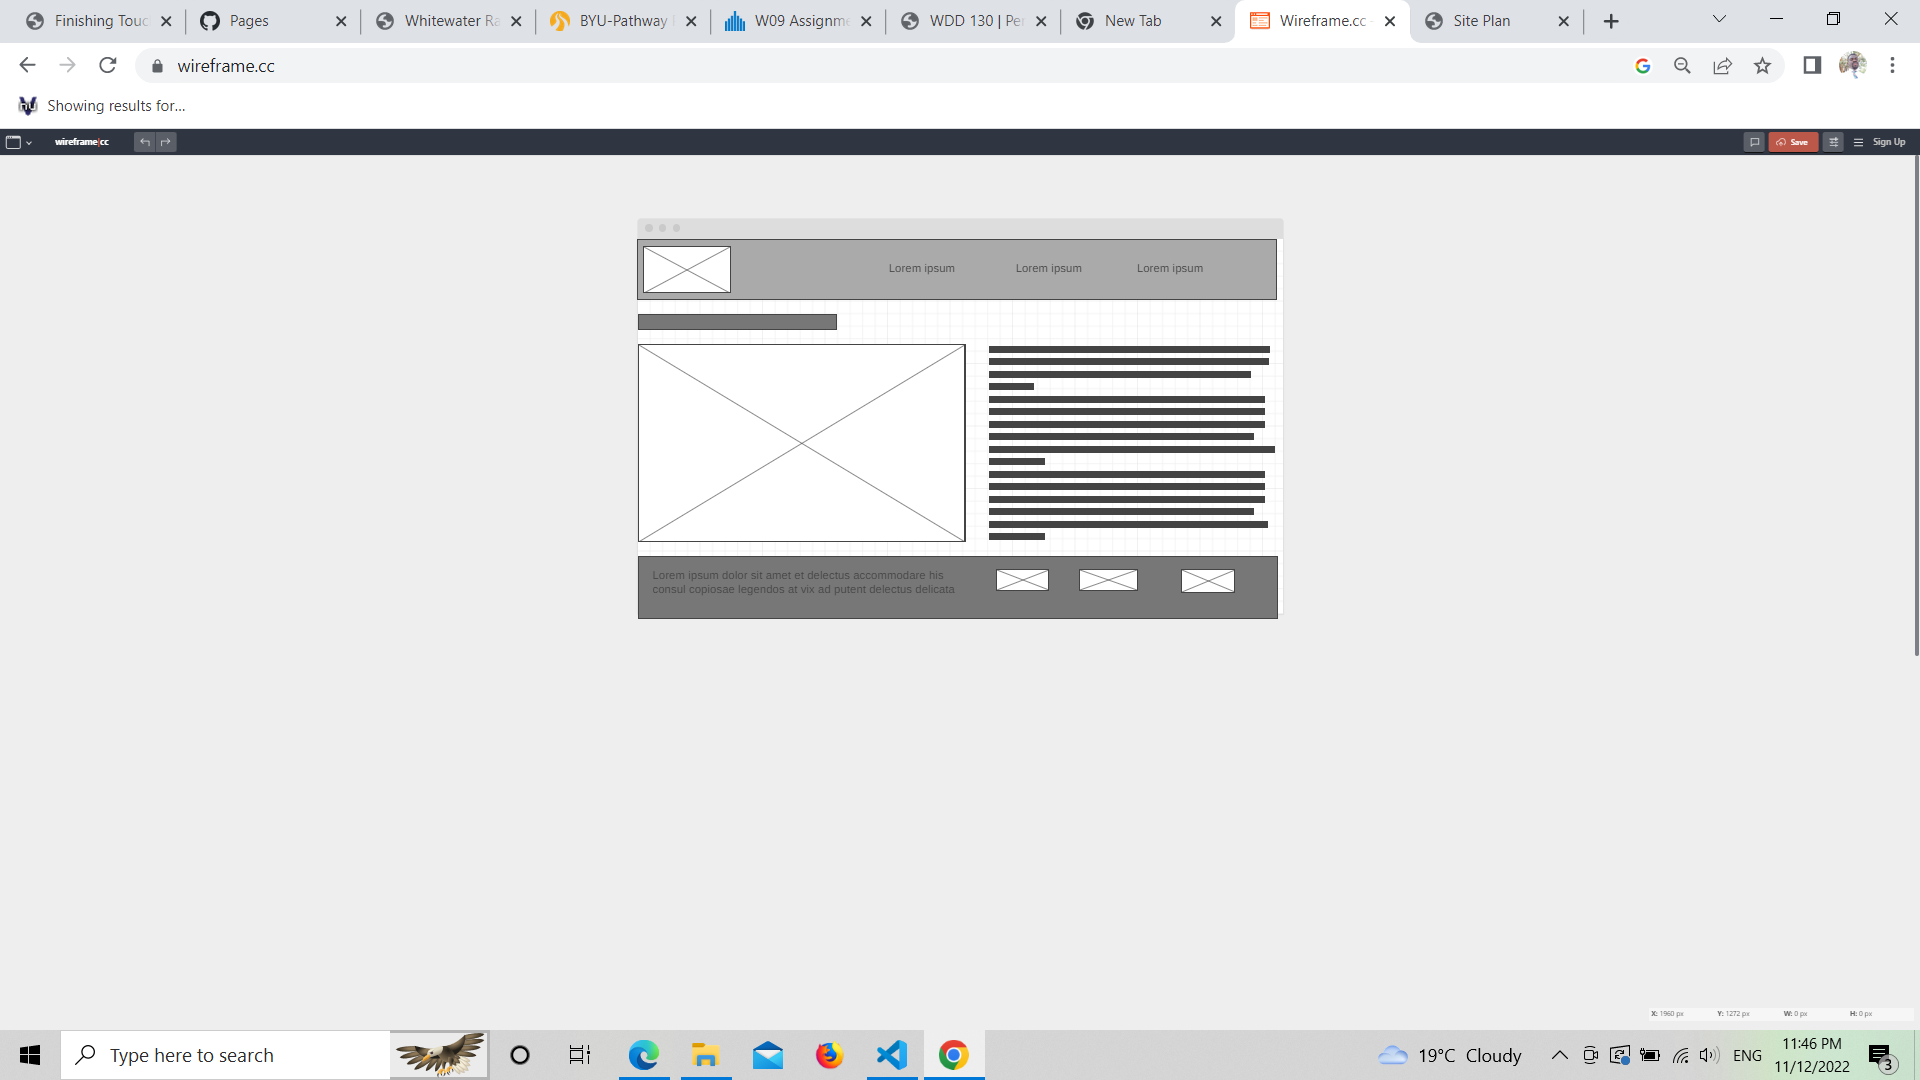 Finishing Touc
Pages
Whitewater Ra
BYU-Pathway
W09 Assignme
WDD 130 | Per
New Tab
Wireframe.cc
Site Plan
wireframe.cc
Showing results for...
wireframe|cc
Save
Sign Up
Lorem ipsum
Lorem ipsum
Lorem ipsum
Lorem ipsum dolor sit amet et delectus accommodare his
consul copiosae legendos at vix ad putent delectus delicata
X: 1960 px
Y: 1272 px
W: 0 px
H: 0 px
Type here to search
19°C Cloudy
ENG
11:46 PM
11/12/2022
3